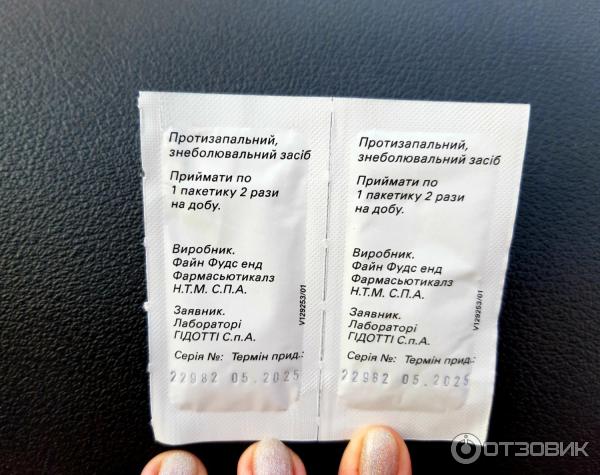 Протизапальний,
знеболювальний засіб
Приймати по
1 пакетику 2 рази
на добу.
Виробник.
Файн Фудс енд
Фармасьютикалз
Н.Т.М. С.П.А.
Заявник.
Лабораторі
ГІДОТТІ С.п.А.
Серія №: Термін прид.:
22982 05.2025
V129253/01
Протизапальний,
знеболювальний засіб
Приймати по
1 пакетику 2 рази
на добу.
Виробник.
Файн Фудс енд
Фармасьютикалз
Н.Т.М. С.П.А.
Заявник.
Лабораторі
ГІДОТТІ С.п.А.
Серія №: Термін прид.:
22982 05.2025
V129253/01
ОТЗОВИК